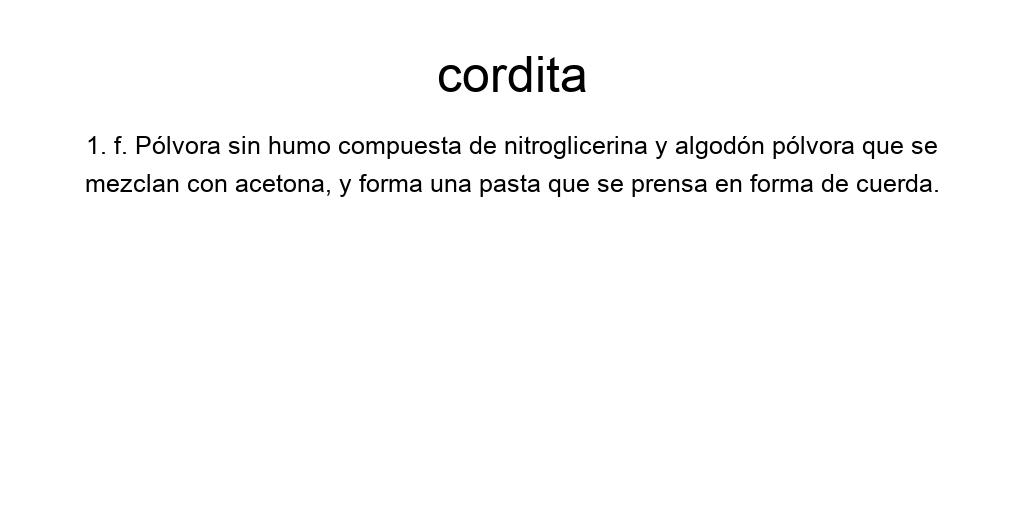 cordita
1. f. Pólvora sin humo compuesta de nitroglicerina y algodón pólvora que se
mezclan con acetona, y forma una pasta que se prensa en forma de cuerda.